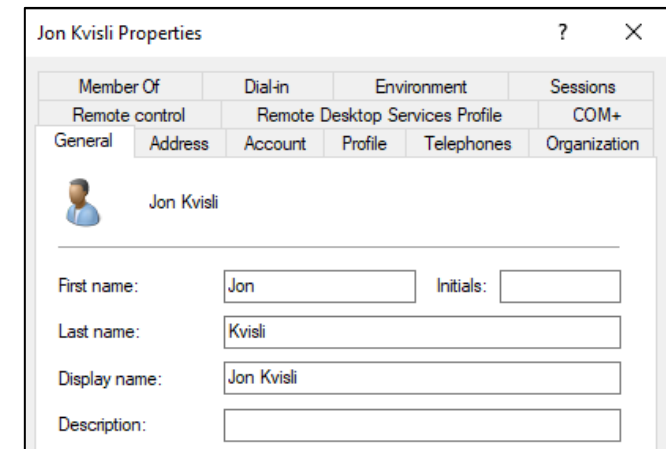 Jon Kvisli Properties ?
Member Of Dial-in Environment Sessions
Remote control Remote Desktop Services Profile COM+
General Address Account Profile Telephones Organization
Jon Kvisli
First name: Jon Initials:
Last name: Kvisli
Display name: Jon Kvisli
Description: